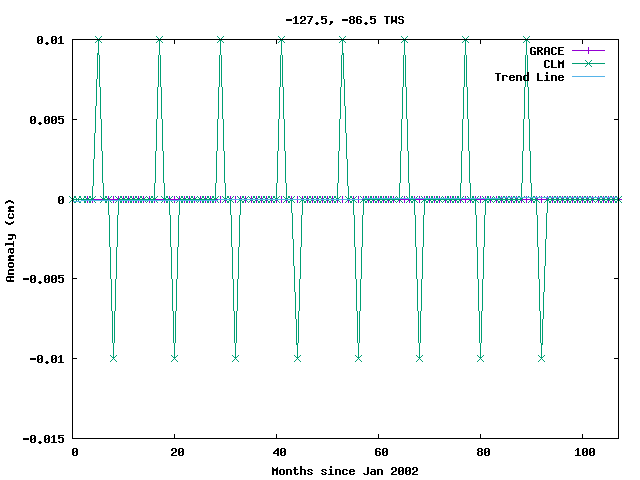 -127.5, -86.5 TWS
GRACE
CLM
Trend Line
0.01
0.005
0
-0.005
-0.01
-0.015
Anomaly (cm)
0 20 40 60 80 100
Months since Jan 2002